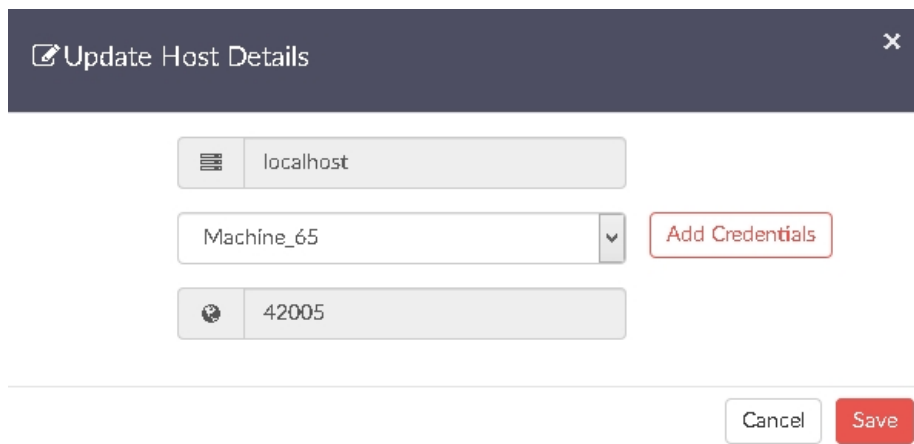 Update Host Details
localhost
Machine_65
Add Credentials
42005
Cancel
Save